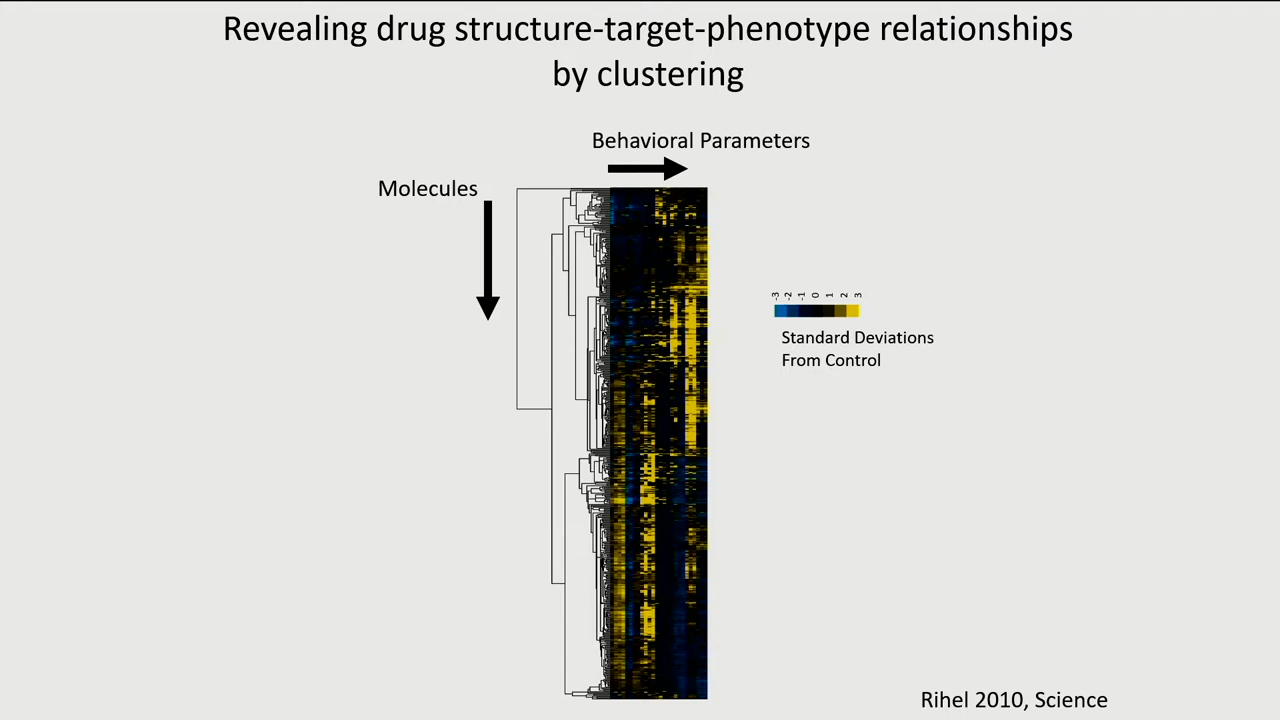 Revealing drug structure-target-phenotype relationships
by clustering
Behavioral Parameters
Molecules
-3 -2 -1 0 1 2 3
Standard Deviations
From Control
Rihel 2010, Science